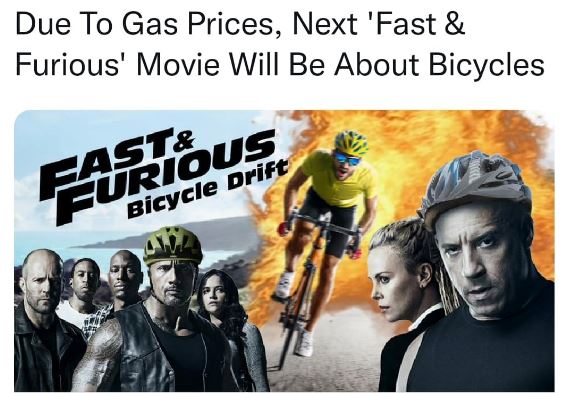 Due To Gas Prices, Next 'Fast &
Furious' Movie Will Be About Bicycles
FAST&
FURIOUS
Bicycle Drift